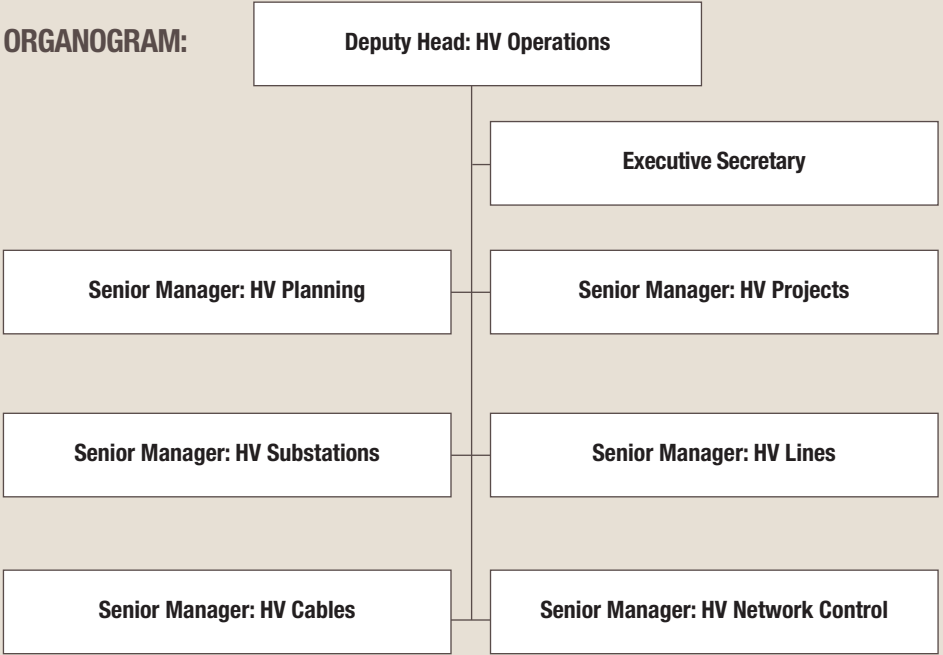 ORGANOGRAM:
Deputy Head: HV Operations
Executive Secretary
Senior Manager: HV Planning
Senior Manager: HV Projects
Senior Manager: HV Substations
Senior Manager: HV Lines
Senior Manager: HV Cables
Senior Manager: HV Network Control